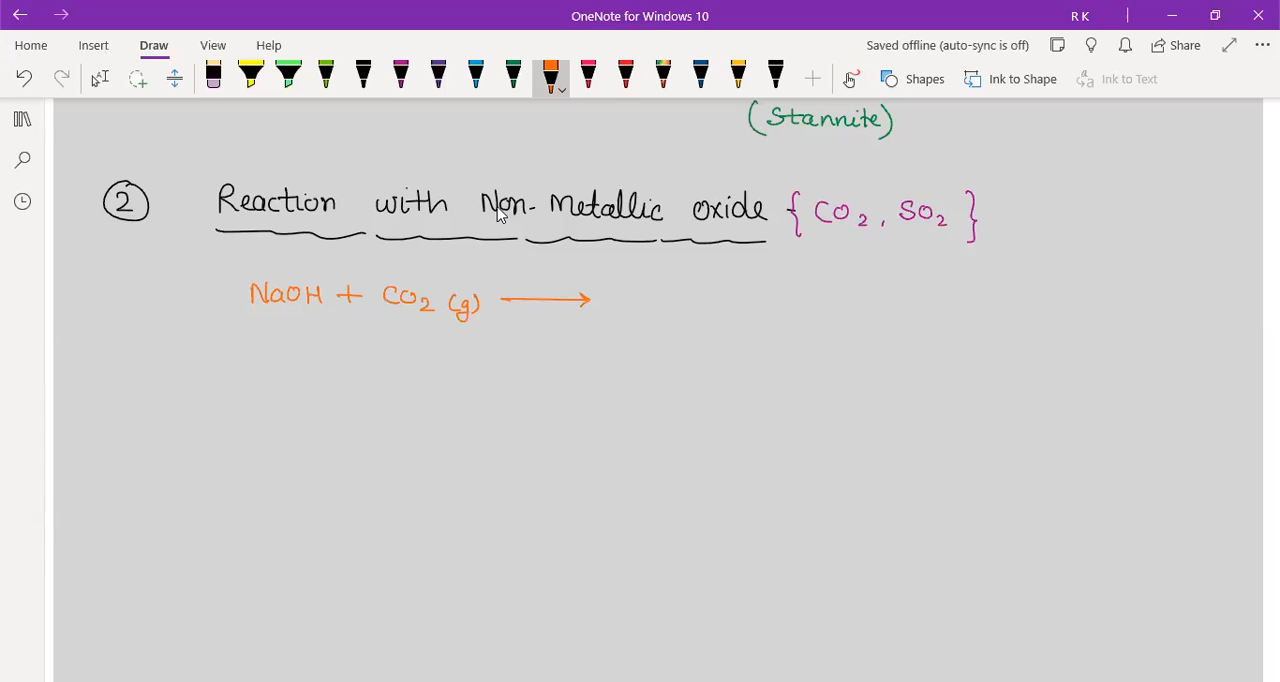 OneNote for Windows 10
R K
Home Insert Draw View Help
Saved offline (auto-sync is off) Share
Shapes Ink to Shape Ink to Text
(Stannite)
2 Reaction with Non-Metallic oxide { CO₂, SO₂ }
NaOH + CO₂ (g) ⟶